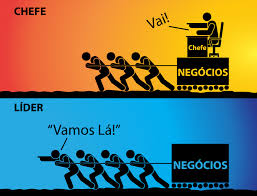 CHEFE
Vai!
Chefe
NEGÓCIOS
LÍDER
"Vamos Lá!"
NEGÓCIOS